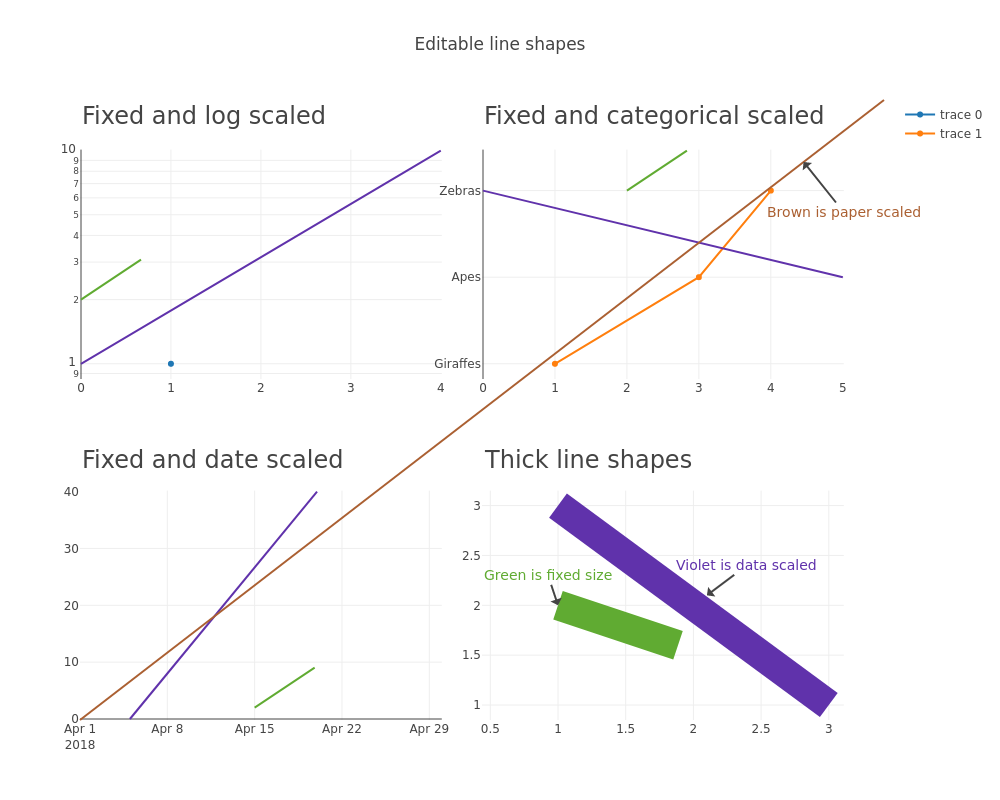 Editable line shapes
Fixed and log scaled
10
9
8
7
6
5
4
3
2
1
9
0 1 2 3 4
Fixed and categorical scaled
Zebras
Apes
Giraffes
0 1 2 3 4 5
Brown is paper scaled
trace 0
trace 1
Fixed and date scaled
40
30
20
10
0
Apr 1 Apr 8 Apr 15 Apr 22 Apr 29
2018
Thick line shapes
3
2.5
2
1.5
1
0.5 1 1.5 2 2.5 3
Violet is data scaled
Green is fixed size